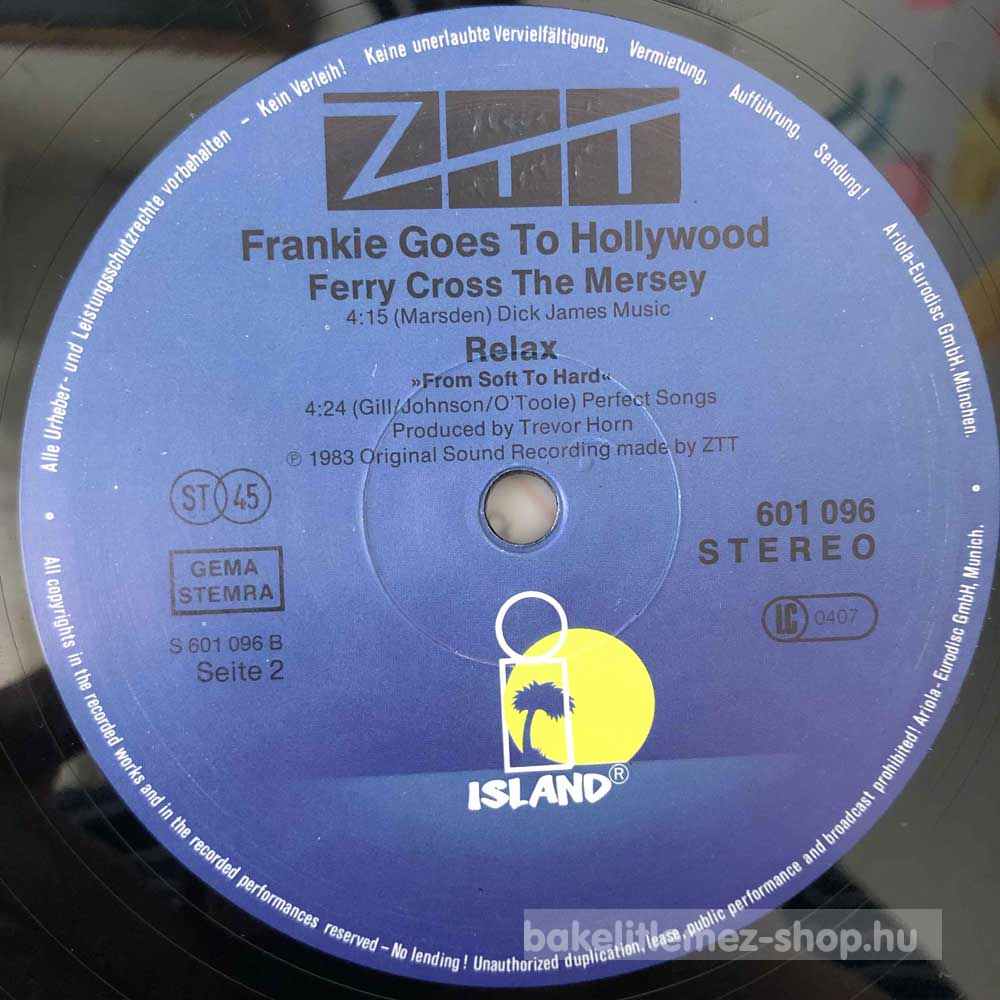 Alle Urheber- und Leistungsschutzrechte vorbehalten – Kein Verleih! Keine unerlaubte Vervielfältigung, Vermietung, Aufführung, Sendung! Ariola-Eurodisc GmbH, München.
ZTT
Frankie Goes To Hollywood
Ferry Cross The Mersey
4:15 (Marsden) Dick James Music
Relax
»From Soft To Hard«
4:24 (Gill/Johnson/O'Toole) Perfect Songs
Produced by Trevor Horn
℗ 1983 Original Sound Recording made by ZTT
ST 45
601 096
STEREO
GEMA
STEMRA
LC 0407
S 601 096 B
Seite 2
ISLAND®
All copyrights in the recorded works and in the recorded performances reserved – No lending! Unauthorized duplication, lease, public performance and broadcast prohibited! Ariola-Eurodisc GmbH, Munich.
bakelitlemez-shop.hu